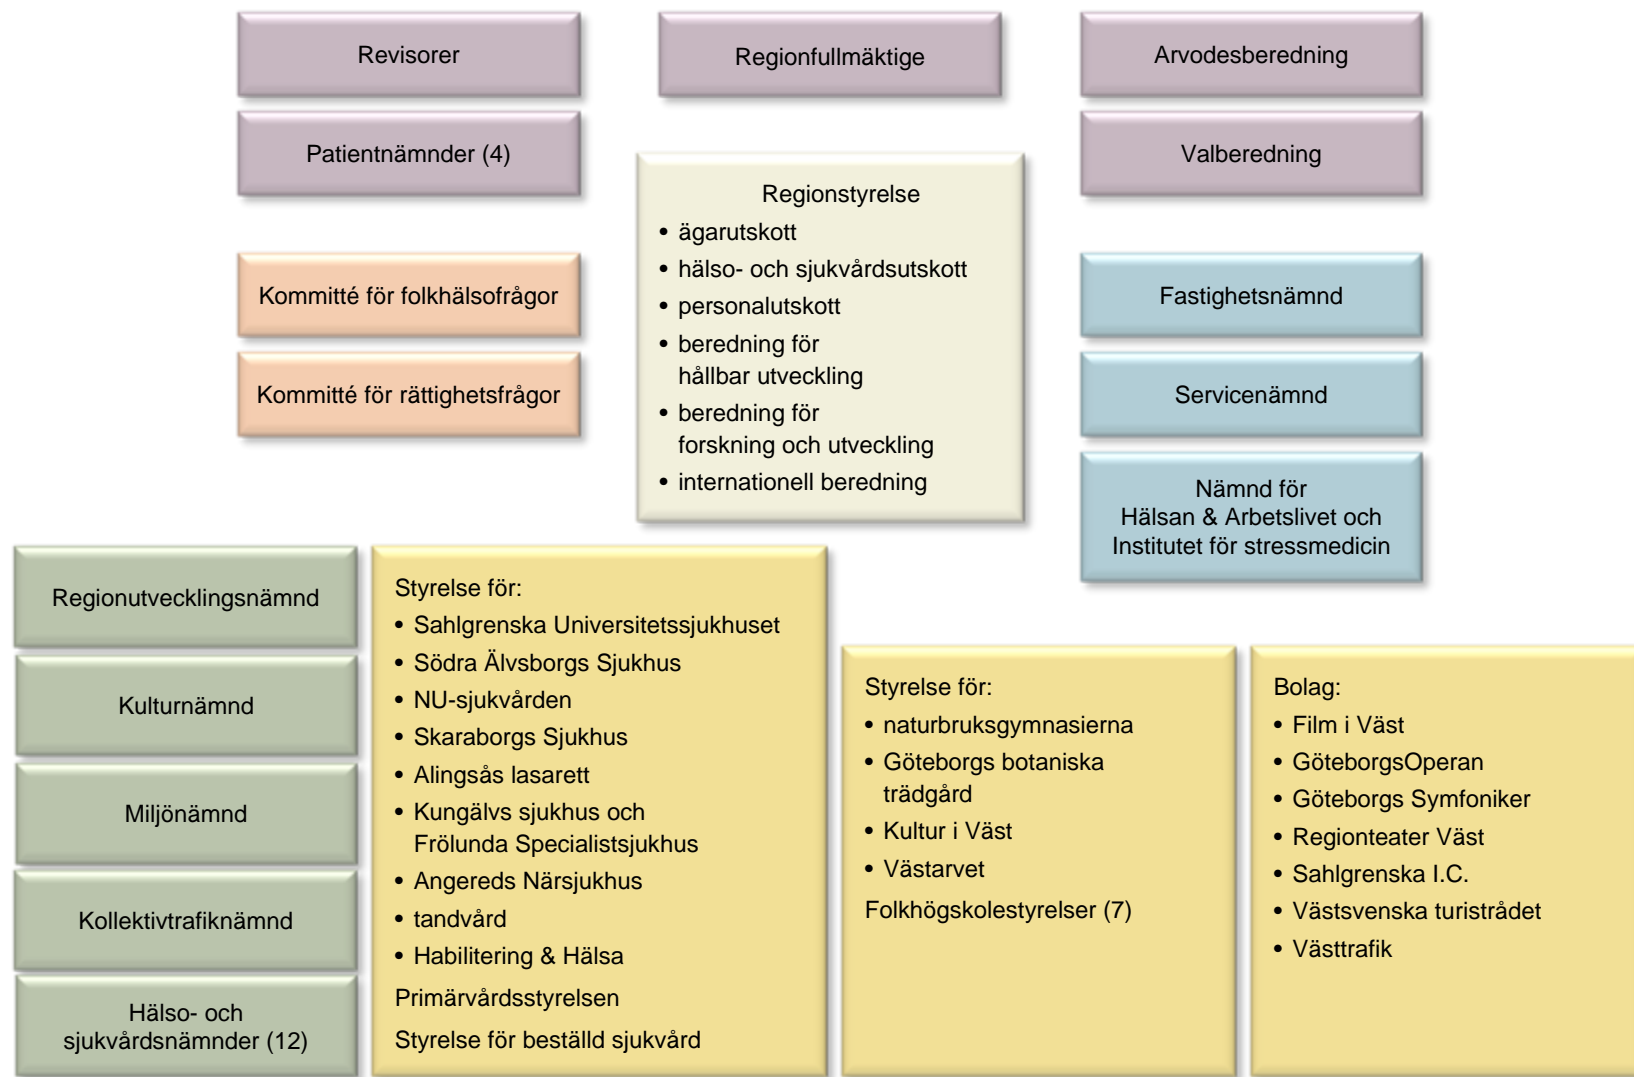 Revisorer
Regionfullmäktige
Arvodesberedning
Patientnämnder (4)
Valberedning
Regionstyrelse
• ägarutskott
• hälso- och sjukvårdsutskott
• personalutskott
• beredning för
hållbar utveckling
• beredning för
forskning och utveckling
• internationell beredning
Kommitté för folkhälsofrågor
Kommitté för rättighetsfrågor
Fastighetsnämnd
Servicenämnd
Nämnd för
Hälsan & Arbetslivet och
Institutet för stressmedicin
Regionutvecklingsnämnd
Kulturnämnd
Miljönämnd
Kollektivtrafiknämnd
Hälso- och
sjukvårdsnämnder (12)
Styrelse för:
• Sahlgrenska Universitetssjukhuset
• Södra Älvsborgs Sjukhus
• NU-sjukvården
• Skaraborgs Sjukhus
• Alingsås lasarett
• Kungälvs sjukhus och
Frölunda Specialistsjukhus
• Angereds Närsjukhus
• tandvård
• Habilitering & Hälsa
Primärvårdsstyrelsen
Styrelse för beställd sjukvård
Styrelse för:
• naturbruksgymnasierna
• Göteborgs botaniska
trädgård
• Kultur i Väst
• Västarvet
Folkhögskolestyrelser (7)
Bolag:
• Film i Väst
• GöteborgsOperan
• Göteborgs Symfoniker
• Regionteater Väst
• Sahlgrenska I.C.
• Västsvenska turistrådet
• Västtrafik